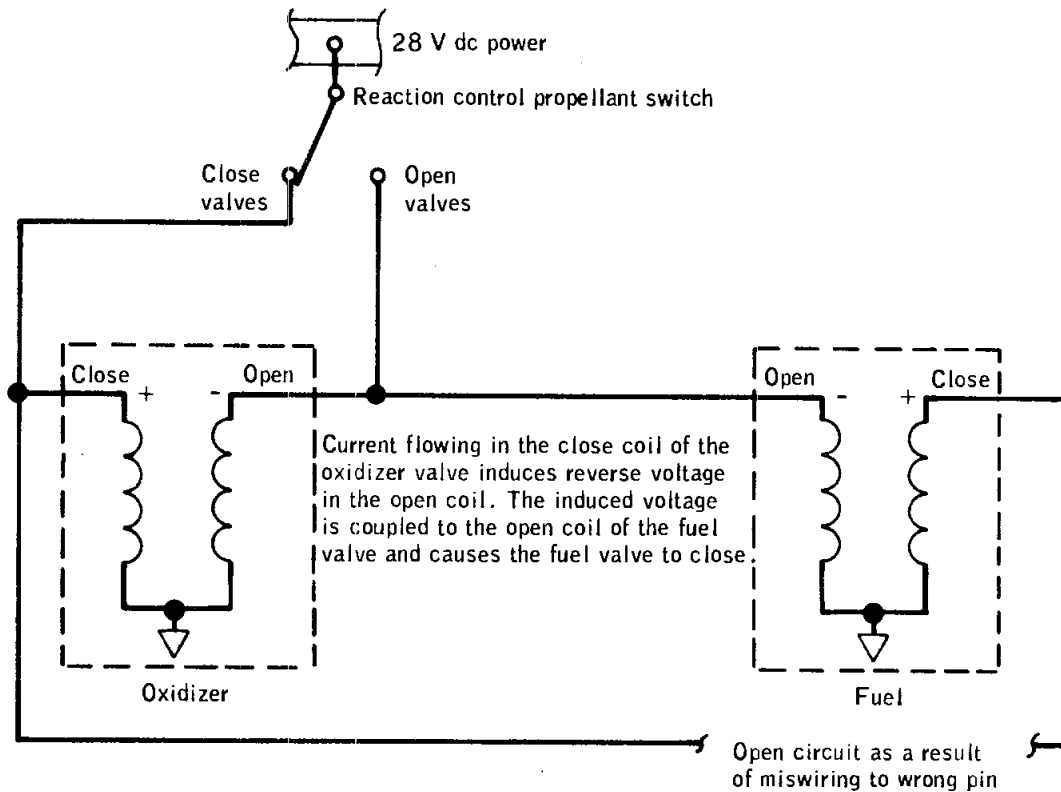 28 V dc power
Reaction control propellant switch
Close
valves
Open
valves
Close + - Open
Open - + Close
Current flowing in the close coil of the
oxidizer valve induces reverse voltage
in the open coil. The induced voltage
is coupled to the open coil of the fuel
valve and causes the fuel valve to close.
Oxidizer
Fuel
Open circuit as a result
of miswiring to wrong pin